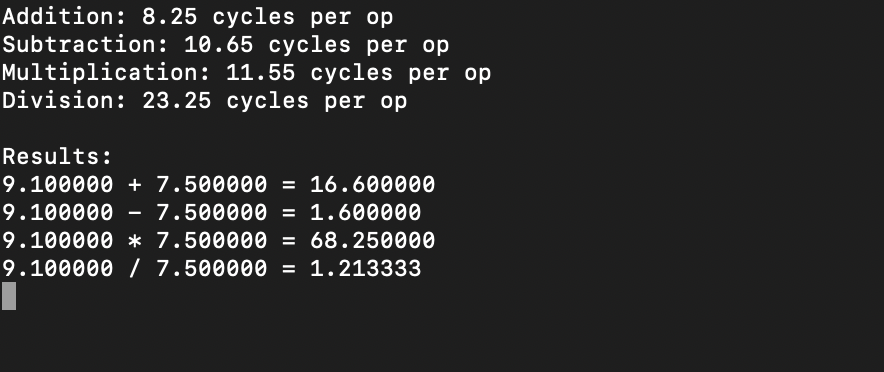 Addition: 8.25 cycles per op
Subtraction: 10.65 cycles per op
Multiplication: 11.55 cycles per op
Division: 23.25 cycles per op
Results:
9.100000 + 7.500000 = 16.600000
9.100000 - 7.500000 = 1.600000
9.100000 * 7.500000 = 68.250000
9.100000 / 7.500000 = 1.213333